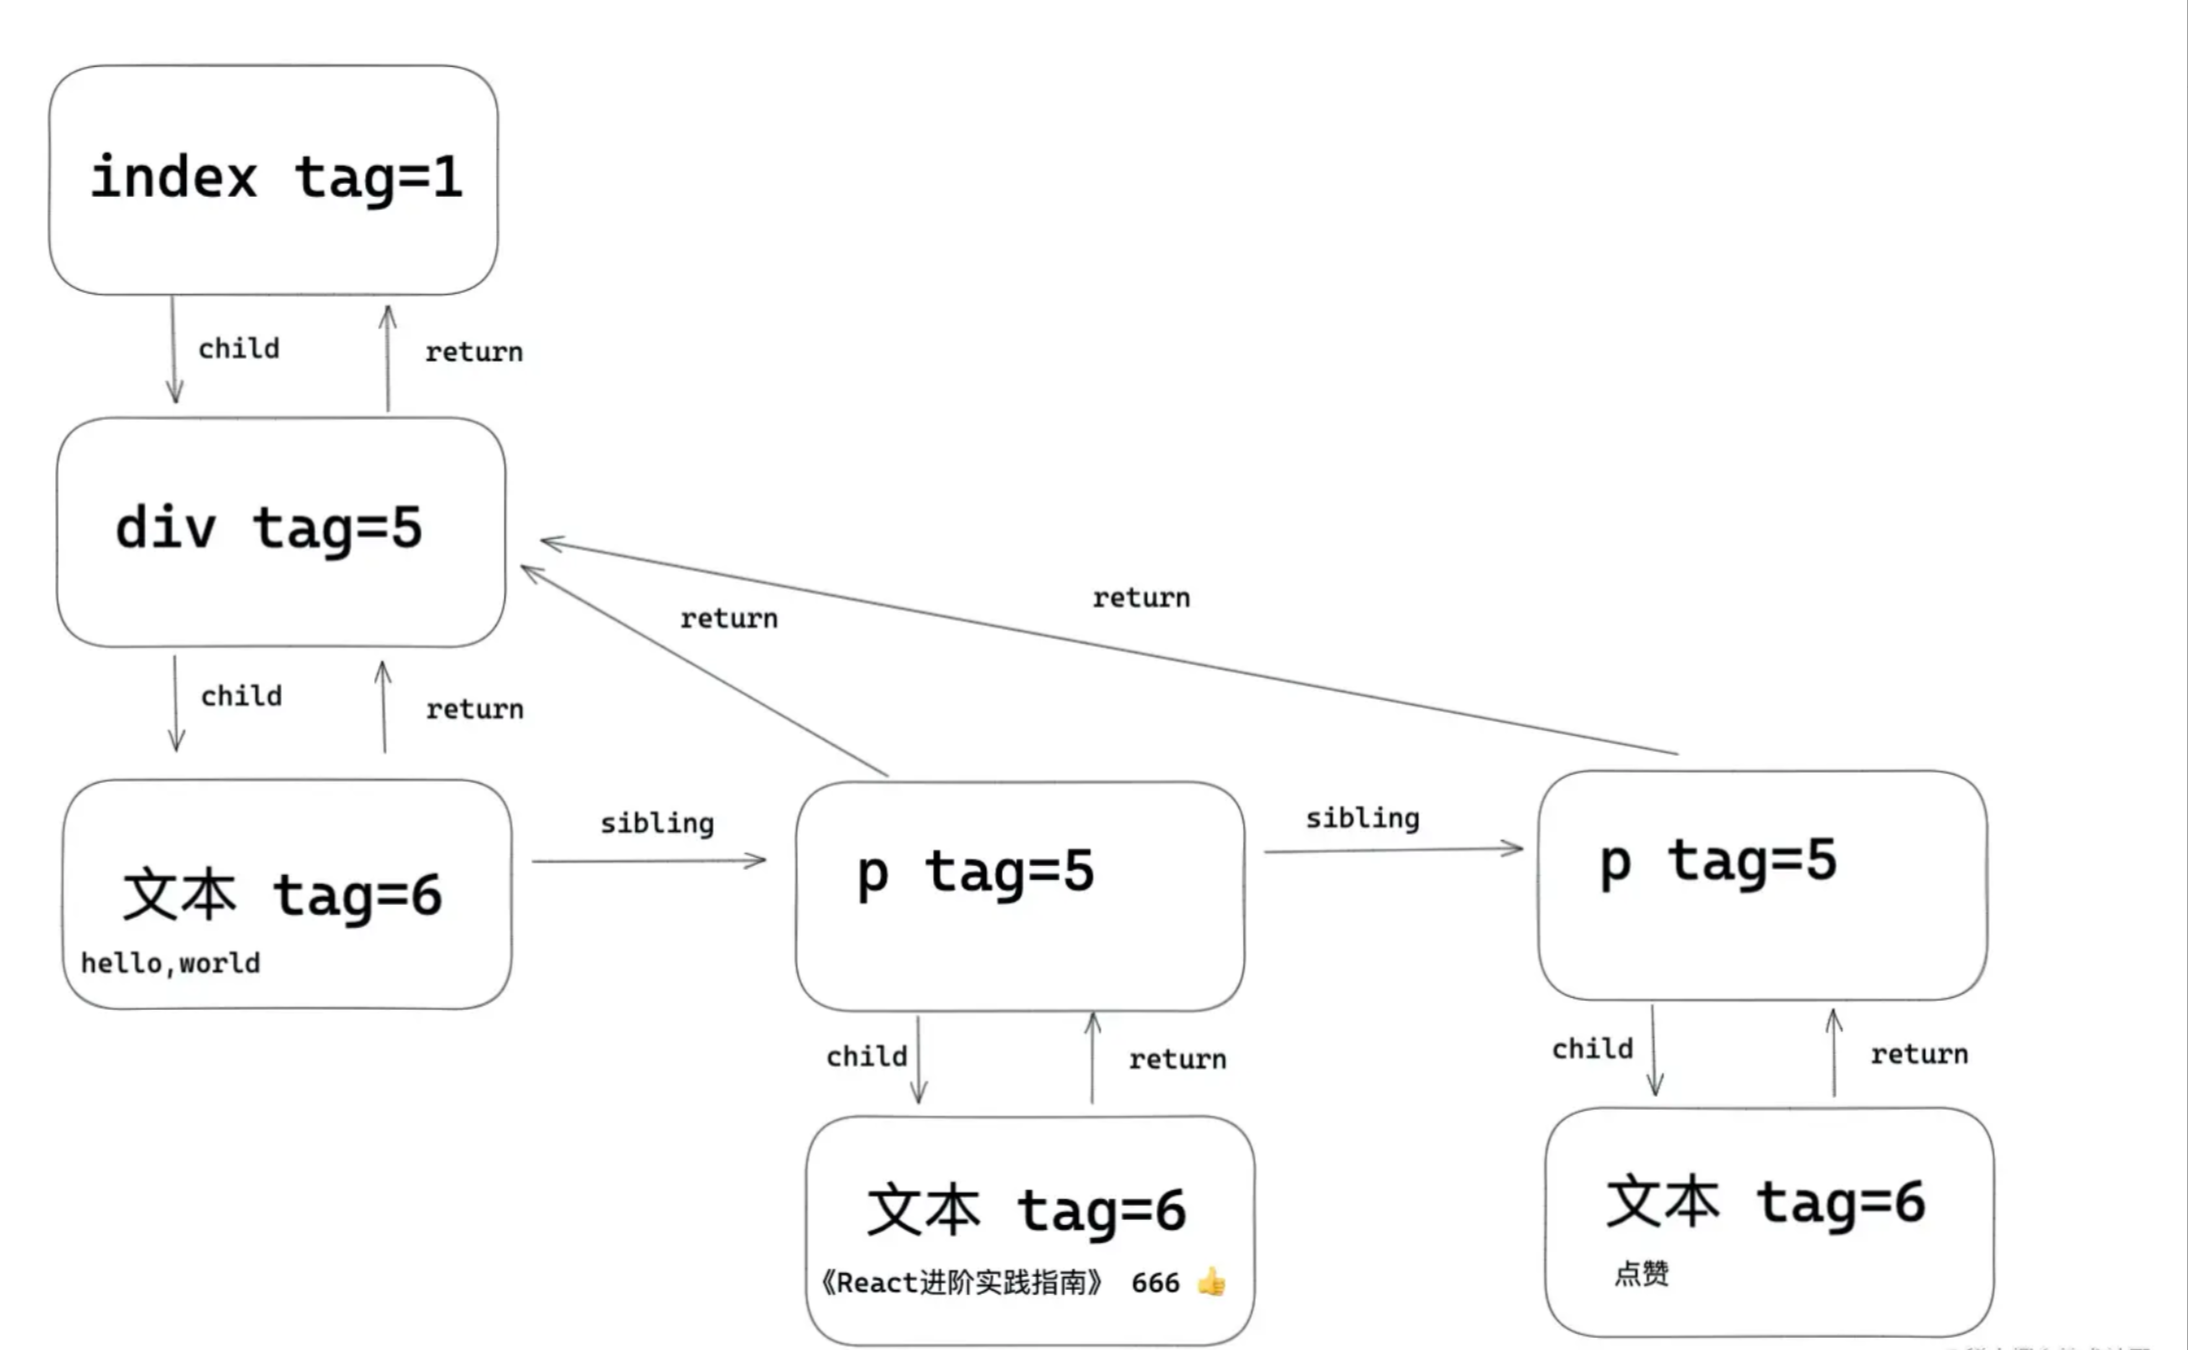 index tag=1
child
return
div tag=5
return
return
child
return
sibling
sibling
文本 tag=6
hello,world
p tag=5
p tag=5
child
return
child
return
文本 tag=6
《React进阶实践指南》 666 👍
文本 tag=6
点赞